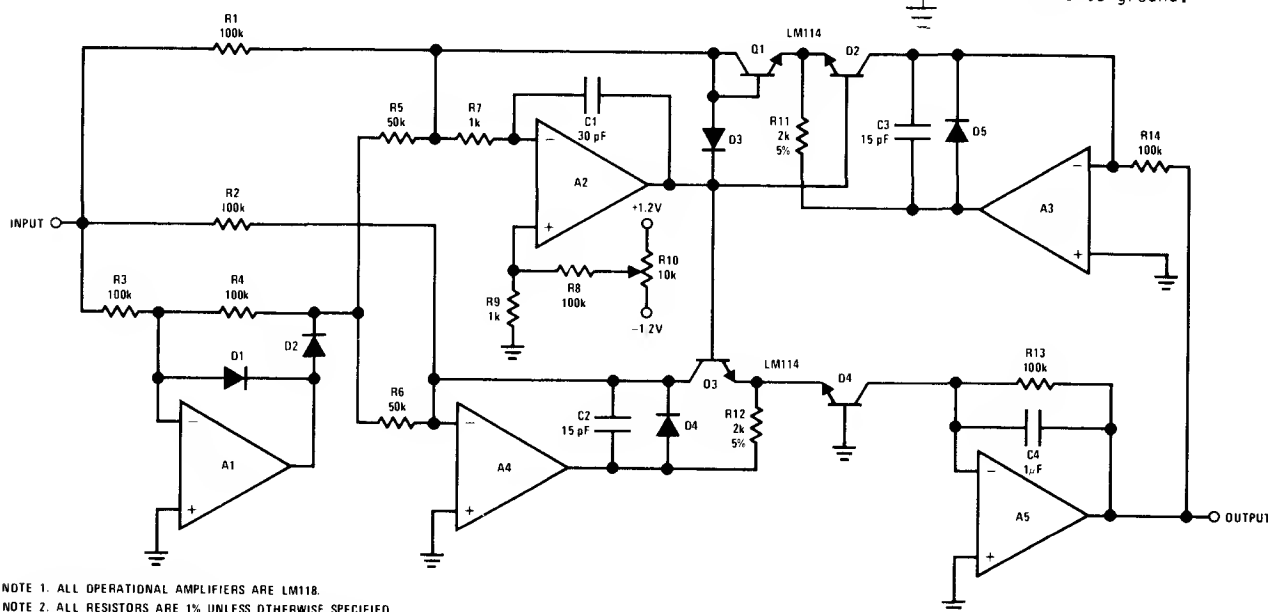 to ground.
R1
100k
Q1
LM114
D2
R5
50k
R7
1k
C1
30 pF
D3
R11
2k
5%
C3
15 pF
D5
R14
100k
A2
A3
R2
100k
INPUT
+1.2V
R10
10k
R8
100k
R9
1k
-1.2V
R3
100k
R4
100k
D2
D1
A1
R6
50k
A4
C2
15 pF
D4
Q3
LM114
R12
2k
5%
D4
R13
100k
C4
1μF
A5
OUTPUT
NOTE 1. ALL OPERATIONAL AMPLIFIERS ARE LM118.
NOTE 2. ALL RESISTORS ARE 1% UNLESS OTHERWISE SPECIFIED